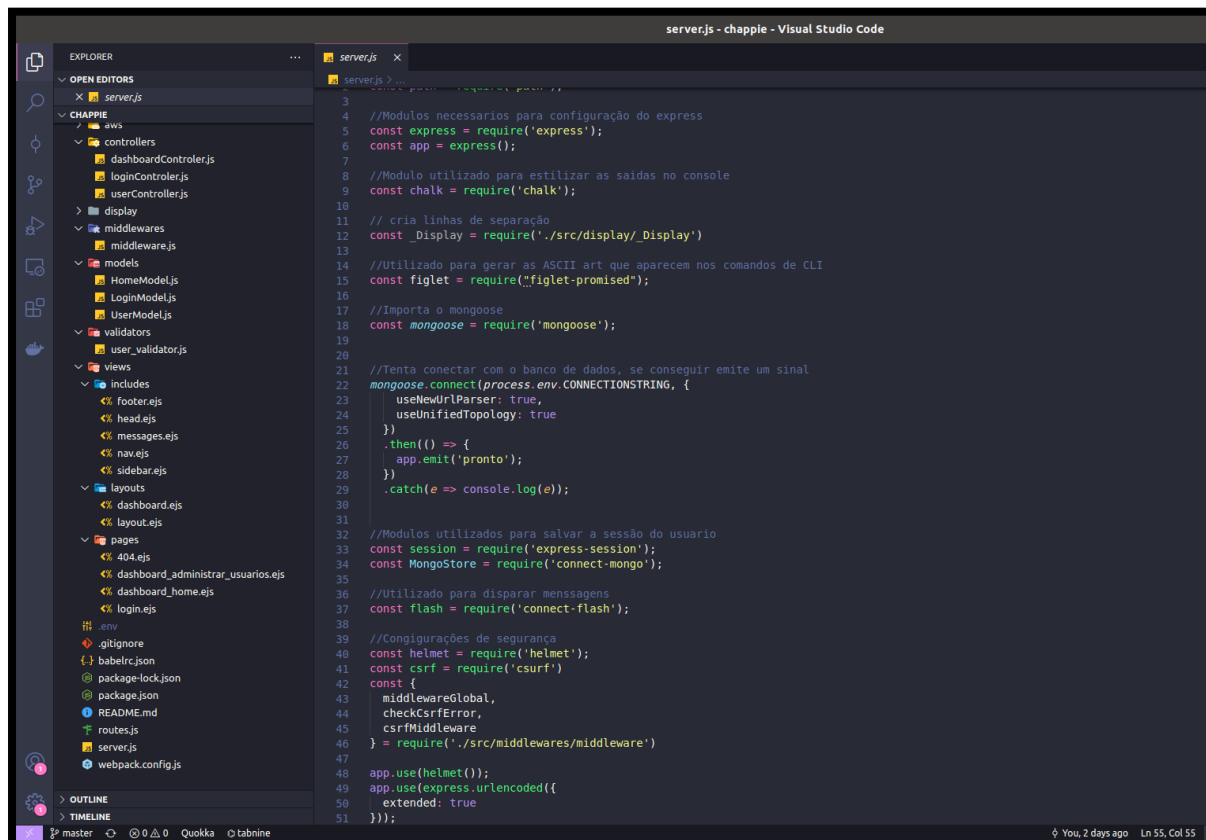 server.js - chappie - Visual Studio Code
EXPLORER
OPEN EDITORS
server.js
CHAPPIE
aws
controllers
dashboardControler.js
loginControler.js
userController.js
display
middlewares
middleware.js
models
HomeModel.js
LoginModel.js
UserModel.js
validators
user_validator.js
views
includes
footer.ejs
head.ejs
messages.ejs
nav.ejs
sidebar.ejs
layouts
dashboard.ejs
layout.ejs
pages
404.ejs
dashboard_administrar_usuarios.ejs
dashboard_home.ejs
login.ejs
.env
.gitignore
babelrc.json
package-lock.json
package.json
README.md
routes.js
server.js
webpack.config.js
OUTLINE
TIMELINE
server.js
server.js > ...
2 const path = require('path');
3
4 //Modulos necessarios para configuração do express
5 const express = require('express');
6 const app = express();
7
8 //Modulo utilizado para estilizar as saidas no console
9 const chalk = require('chalk');
10
11 // cria linhas de separação
12 const _Display = require('./src/display/_Display')
13
14 //Utilizado para gerar as ASCII art que aparecem nos comandos de CLI
15 const figlet = require("figlet-promised");
16
17 //Importa o mongoose
18 const mongoose = require('mongoose');
19
20
21 //Tenta conectar com o banco de dados, se conseguir emite um sinal
22 mongoose.connect(process.env.CONNECTIONSTRING, {
23 useNewUrlParser: true,
24 useUnifiedTopology: true
25 })
26 .then(() => {
27 app.emit('pronto');
28 })
29 .catch(e => console.log(e));
30
31
32 //Modulos utilizados para salvar a sessão do usuario
33 const session = require('express-session');
34 const MongoStore = require('connect-mongo');
35
36 //Utilizado para disparar menssagens
37 const flash = require('connect-flash');
38
39 //Congigurações de segurança
40 const helmet = require('helmet');
41 const csrf = require('csurf')
42 const {
43 middlewareGlobal,
44 checkCsrfError,
45 csrfMiddleware
46 } = require('./src/middlewares/middleware')
47
48 app.use(helmet());
49 app.use(express.urlencoded({
50 extended: true
51 }));
1
1
master 0 0 Quokka tabnine You, 2 days ago Ln 55, Col 55